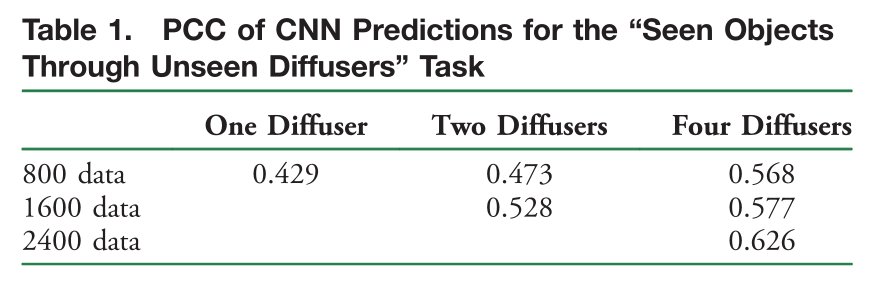 Table 1. PCC of CNN Predictions for the “Seen Objects
Through Unseen Diffusers” Task
One Diffuser Two Diffusers Four Diffusers
800 data 0.429 0.473 0.568
1600 data 0.528 0.577
2400 data 0.626